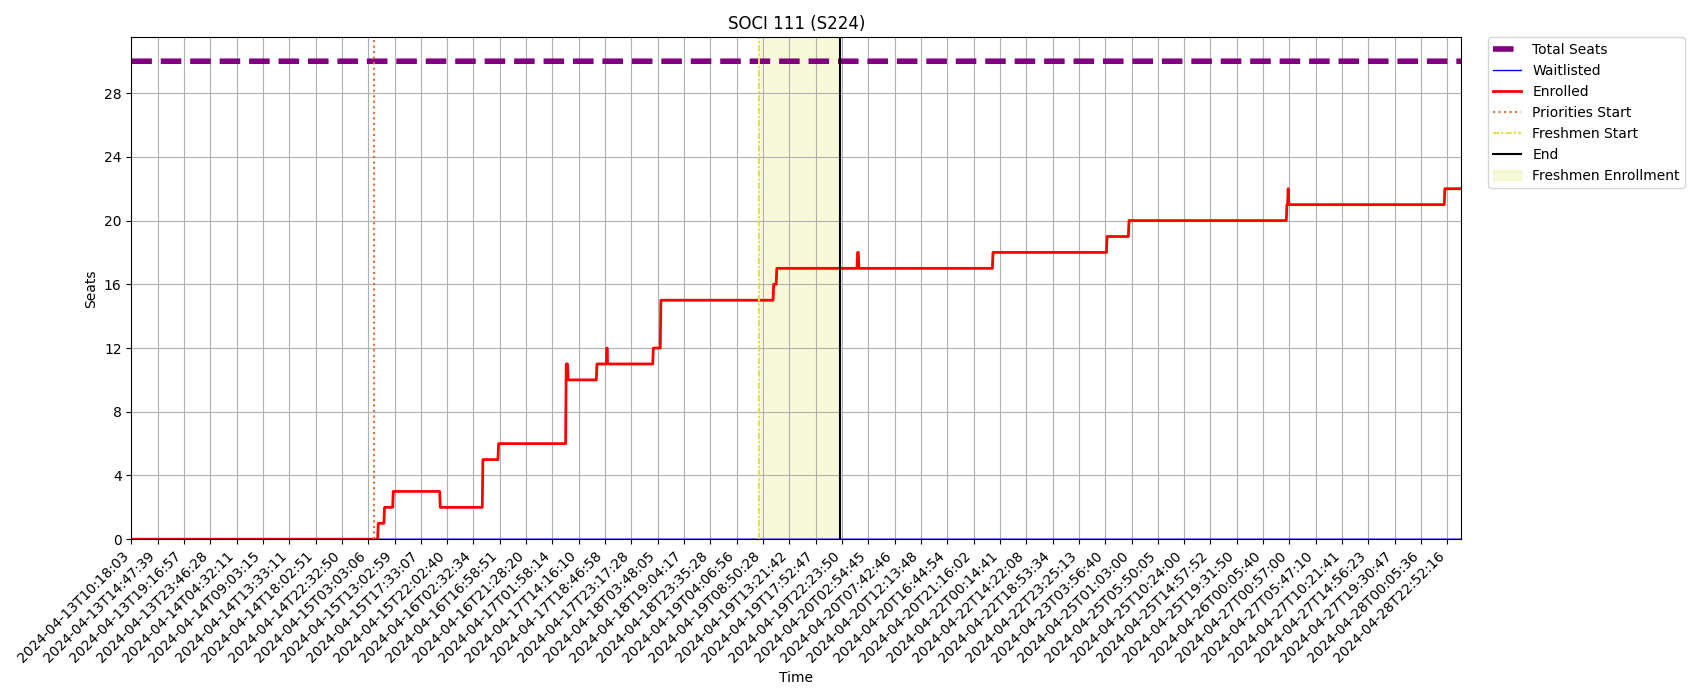 SOCI 111 (S224)
Total Seats
Waitlisted
Enrolled
Priorities Start
Freshmen Start
End
Freshmen Enrollment
Seats
28
24
20
16
12
8
4
0
2024-04-13T10:18:03
2024-04-13T14:47:39
2024-04-13T19:16:57
2024-04-13T23:46:28
2024-04-14T04:32:11
2024-04-14T09:03:15
2024-04-14T13:33:11
2024-04-14T18:02:51
2024-04-14T22:32:50
2024-04-15T03:03:06
2024-04-15T13:02:59
2024-04-15T17:33:07
2024-04-15T22:02:40
2024-04-16T02:32:34
2024-04-16T16:58:51
2024-04-16T21:28:20
2024-04-17T01:58:14
2024-04-17T14:16:10
2024-04-17T18:46:58
2024-04-17T23:17:28
2024-04-18T03:48:05
2024-04-18T19:04:17
2024-04-18T23:35:28
2024-04-19T04:06:56
2024-04-19T08:50:28
2024-04-19T13:21:42
2024-04-19T17:52:47
2024-04-19T22:23:50
2024-04-20T02:54:45
2024-04-20T07:42:46
2024-04-20T12:13:48
2024-04-20T16:44:54
2024-04-20T21:16:02
2024-04-22T00:14:41
2024-04-22T14:22:08
2024-04-22T18:53:34
2024-04-22T23:25:13
2024-04-23T03:56:40
2024-04-25T01:03:00
2024-04-25T05:50:05
2024-04-25T10:24:00
2024-04-25T14:57:52
2024-04-25T19:31:50
2024-04-26T00:05:40
2024-04-27T00:57:00
2024-04-27T05:47:10
2024-04-27T10:21:41
2024-04-27T14:56:23
2024-04-27T19:30:47
2024-04-28T00:05:36
2024-04-28T22:52:16
Time